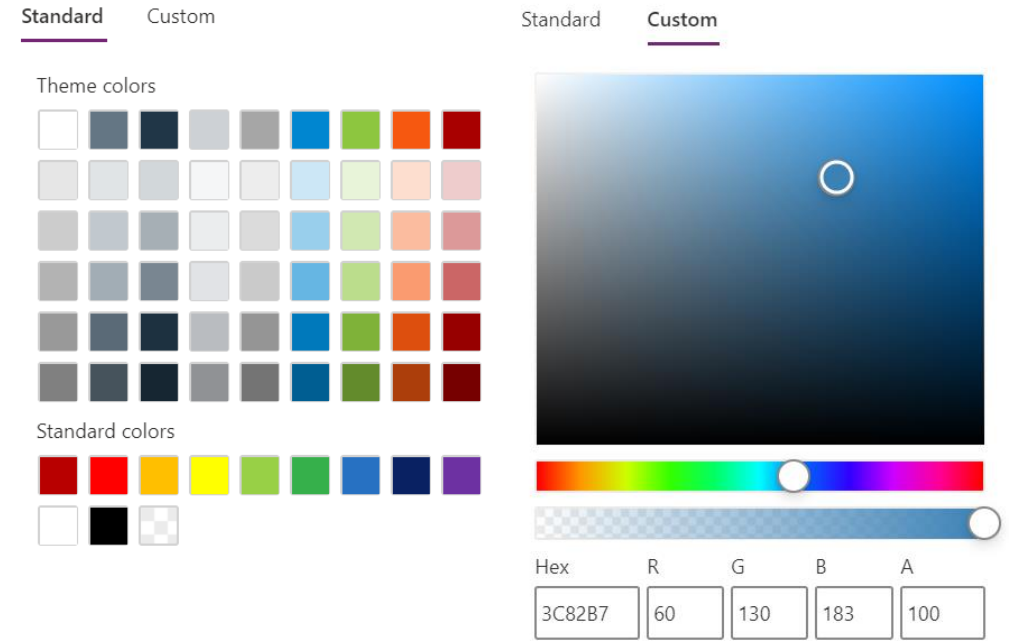 Standard Custom
Theme colors
Standard colors
Standard Custom
Hex R G B A
3C82B7 60 130 183 100